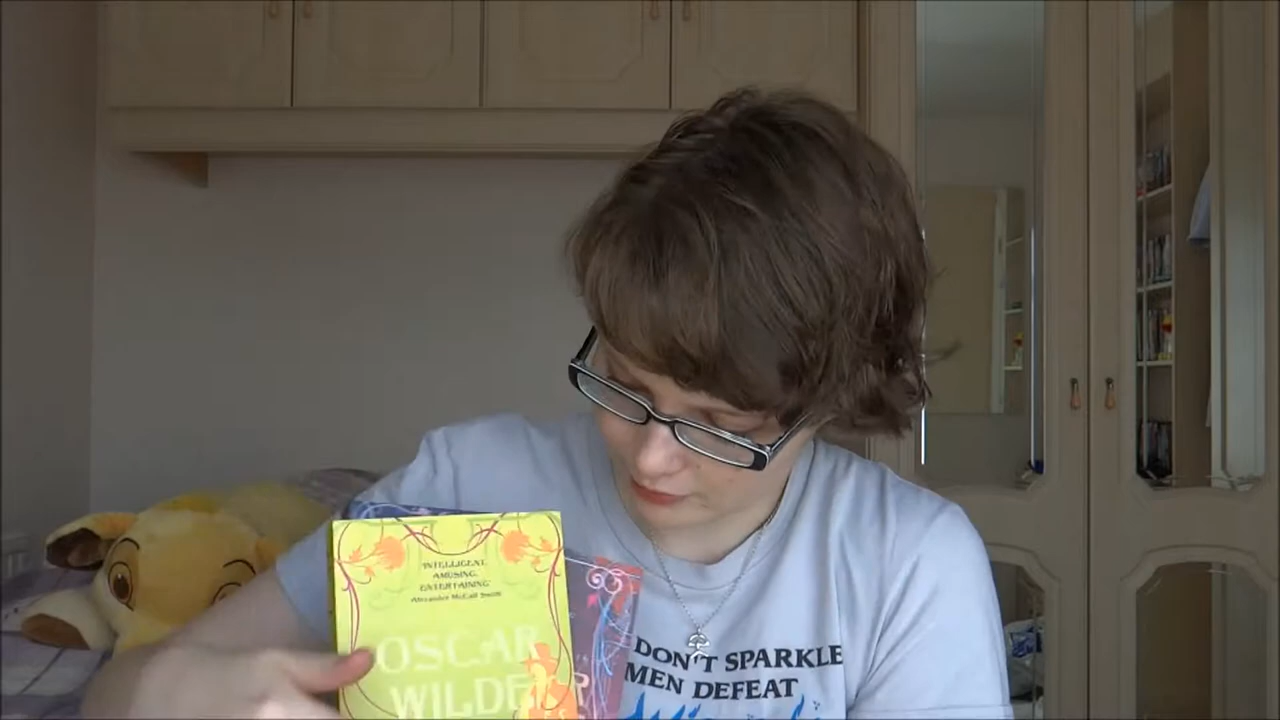 'INTELLIGENT,
AMUSING,
ENTERTAINING'
Alexander McCall Smith
OSCAR
WILDE
DON'T SPARKLE
MEN DEFEAT